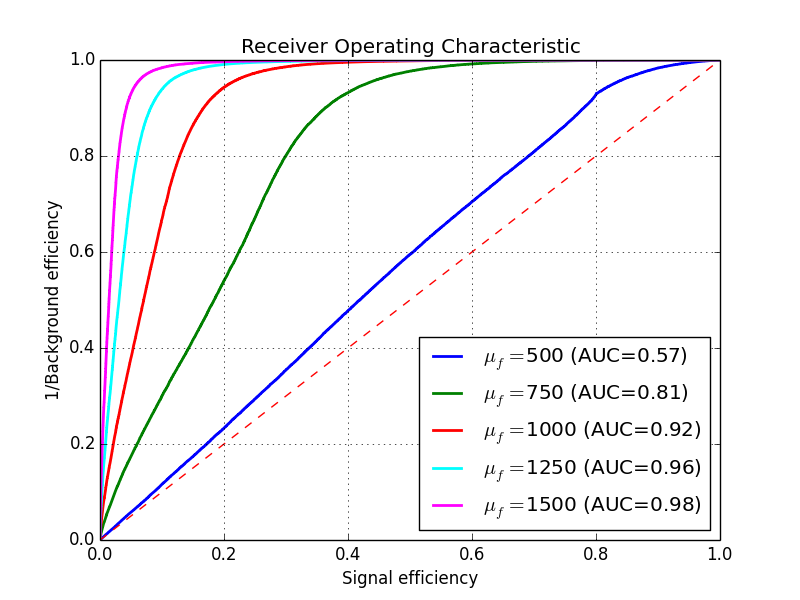 Receiver Operating Characteristic
1.0
0.8
0.6
0.4
0.2
0.0
1/Background efficiency
μf =500 (AUC=0.57)
μf =750 (AUC=0.81)
μf =1000 (AUC=0.92)
μf =1250 (AUC=0.96)
μf =1500 (AUC=0.98)
0.0 0.2 0.4 0.6 0.8 1.0
Signal efficiency